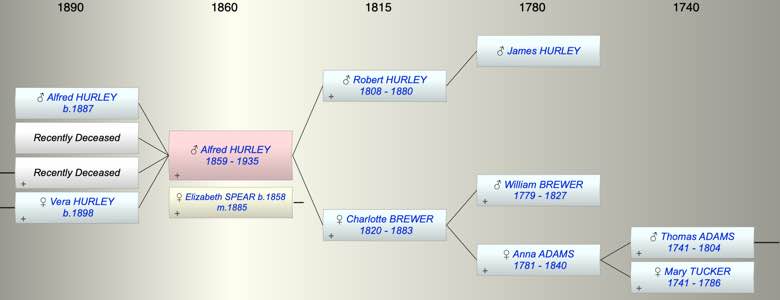 1890 1860 1815 1780 1740
♂ James HURLEY
♂ Robert HURLEY
1808 - 1880
+
♂ Alfred HURLEY
b.1887
Recently Deceased
Recently Deceased
+
♀ Vera HURLEY
b.1898
♂ Alfred HURLEY
1859 - 1935
+
♀ Elizabeth SPEAR b.1858
m.1885
+
♀ Charlotte BREWER
1820 - 1883
+
♂ William BREWER
1779 - 1827
+
♀ Anna ADAMS
1781 - 1840
+
♂ Thomas ADAMS
1741 - 1804
+
♀ Mary TUCKER
1741 - 1786
+